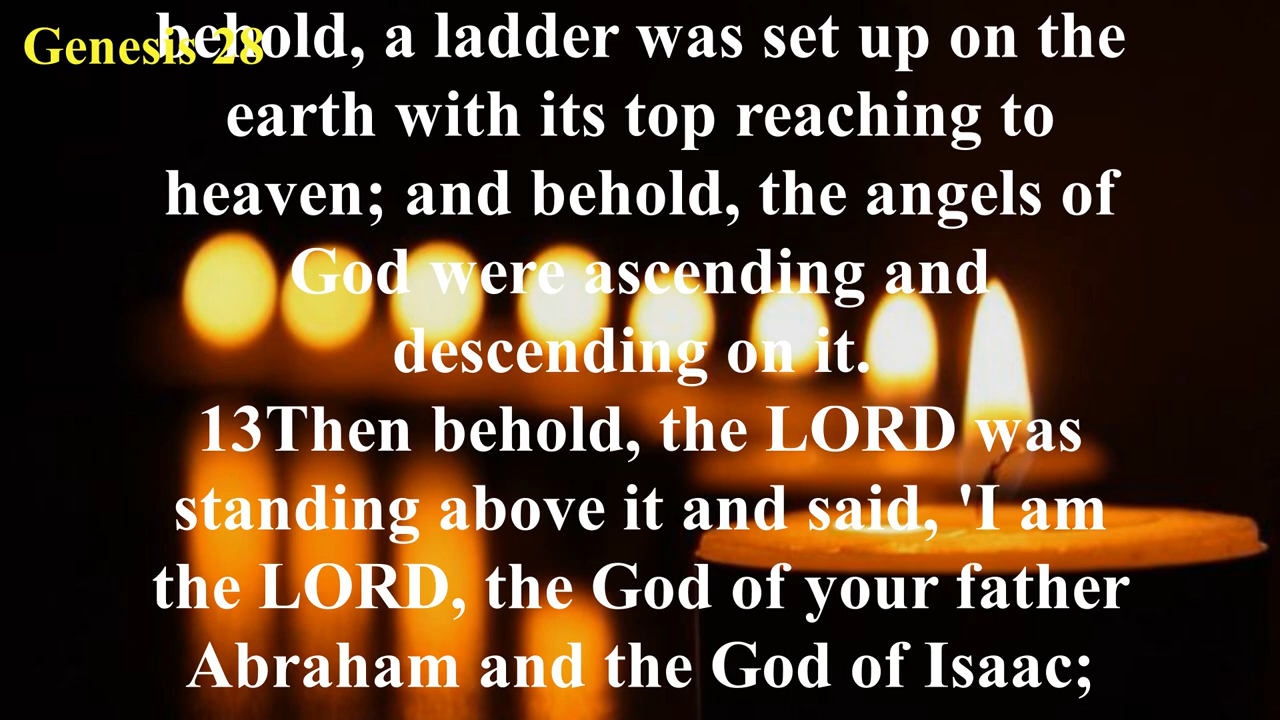 Genesis 28
behold, a ladder was set up on the
earth with its top reaching to
heaven; and behold, the angels of
God were ascending and
descending on it.
13Then behold, the LORD was
standing above it and said, 'I am
the LORD, the God of your father
Abraham and the God of Isaac;